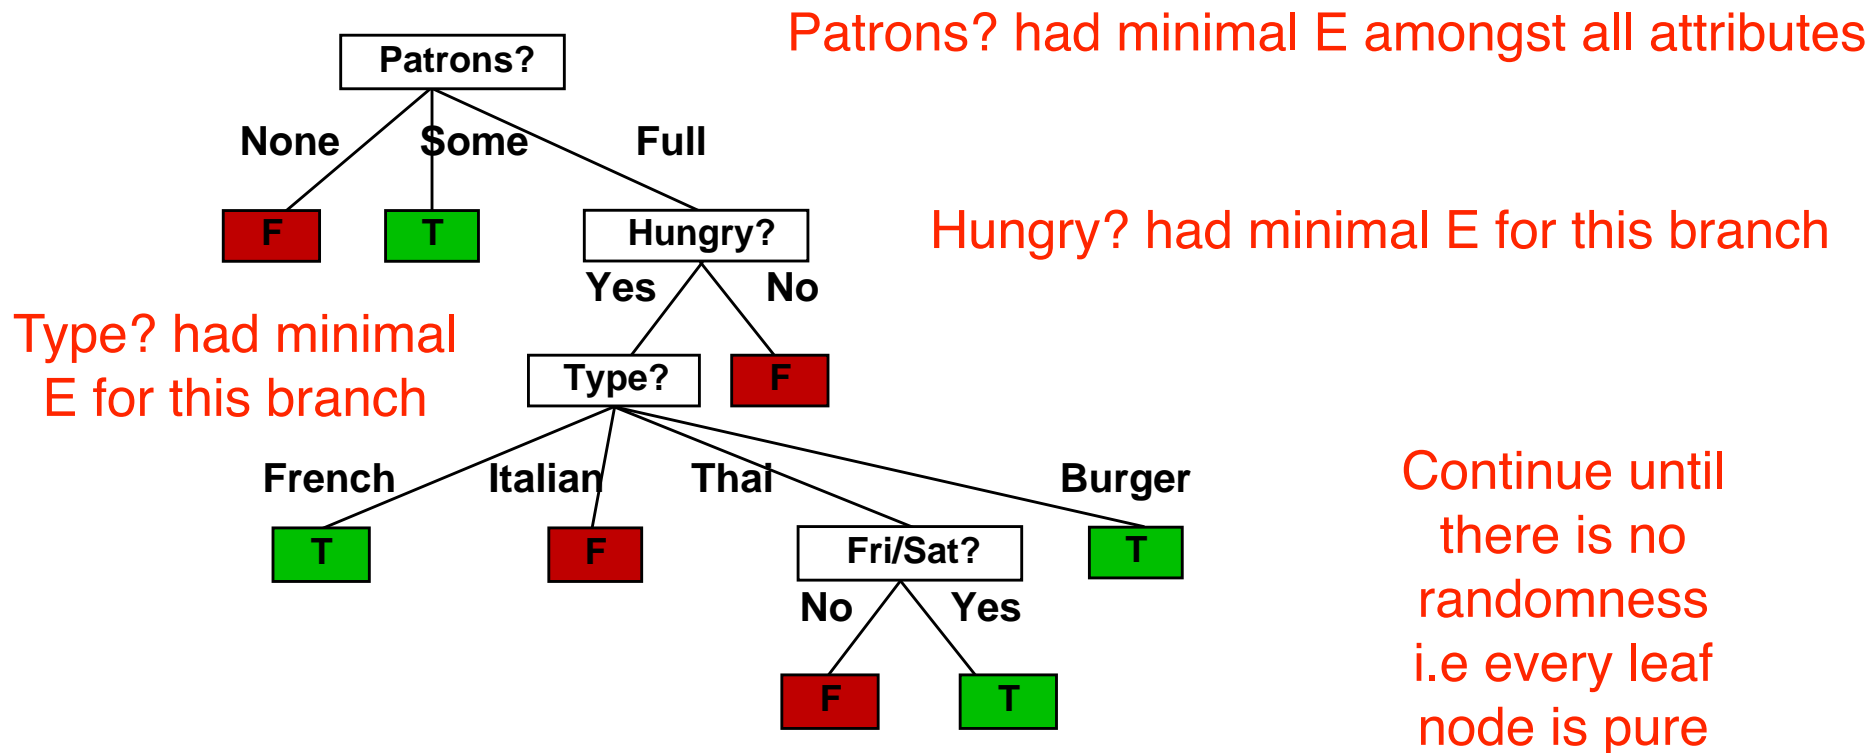 Patrons? had minimal E amongst all attributes
Patrons?
None Some Full
F T Hungry?
Hungry? had minimal E for this branch
Yes No
Type? had minimal
E for this branch
Type? F
French Italian Thai Burger
T F Fri/Sat? T
No Yes
F T
Continue until
there is no
randomness
i.e every leaf
node is pure